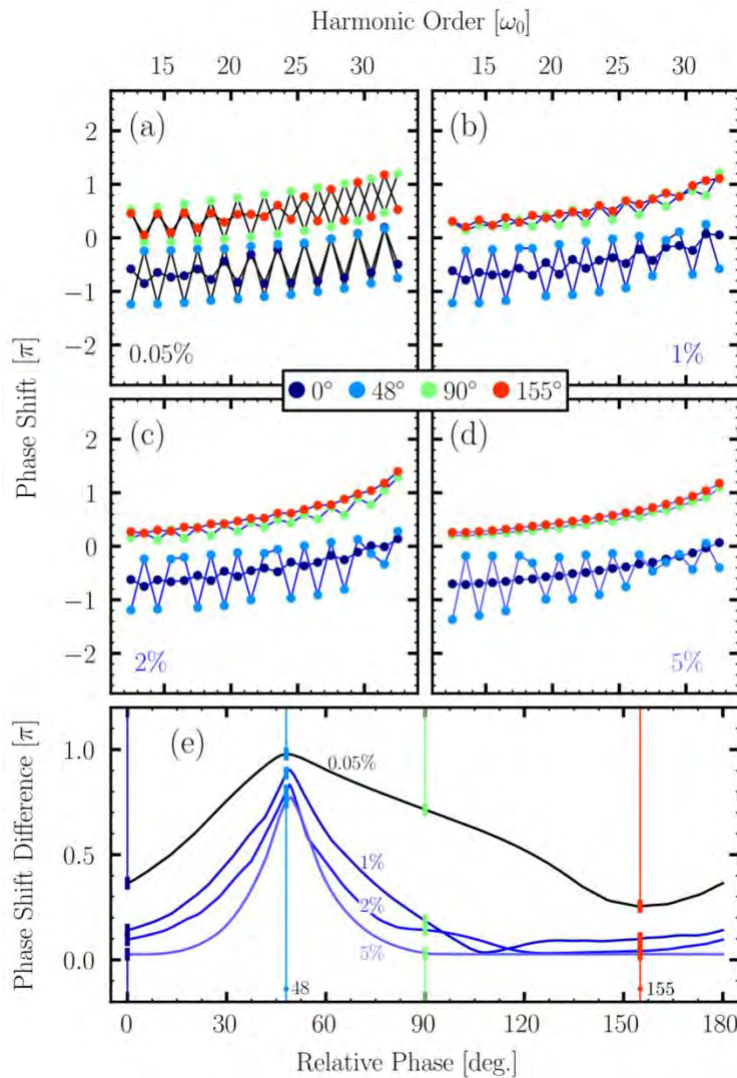 Harmonic Order [ω₀]
15 20 25 30 15 20 25 30
(a) (b)
2
1
0
−1
−2
0.05% 1%
0° 48° 90° 155°
(c) (d)
2
1
0
−1
−2
2% 5%
Phase Shift [π]
(e)
1.0
0.5
0.0
0.05%
1%
2%
5%
48 155
Phase Shift Difference [π]
0 30 60 90 120 150 180
Relative Phase [deg.]